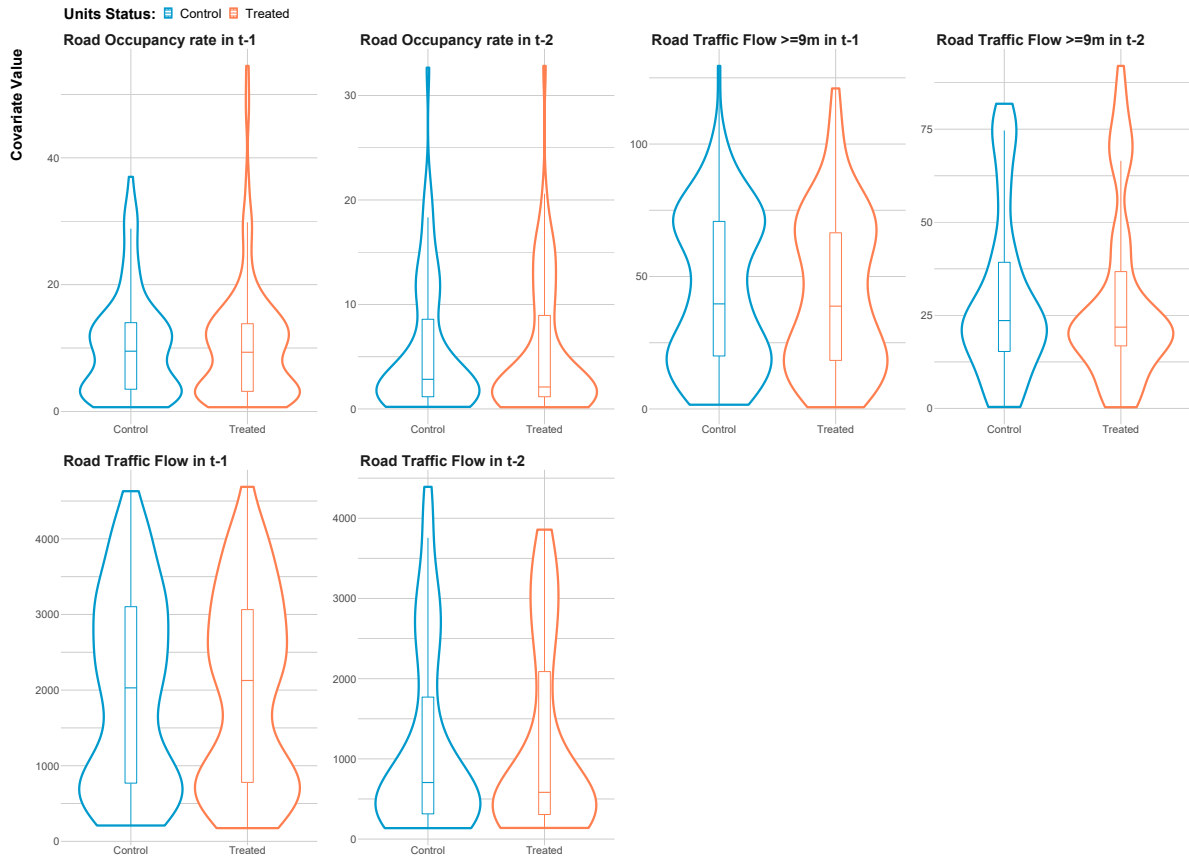 Units Status: Control Treated
Covariate Value
Road Occupancy rate in t-1
40
20
0
Control Treated
Road Occupancy rate in t-2
30
20
10
0
Control Treated
Road Traffic Flow >=9m in t-1
100
50
0
Control Treated
Road Traffic Flow >=9m in t-2
75
50
25
0
Control Treated
Road Traffic Flow in t-1
4000
3000
2000
1000
0
Control Treated
Road Traffic Flow in t-2
4000
3000
2000
1000
0
Control Treated